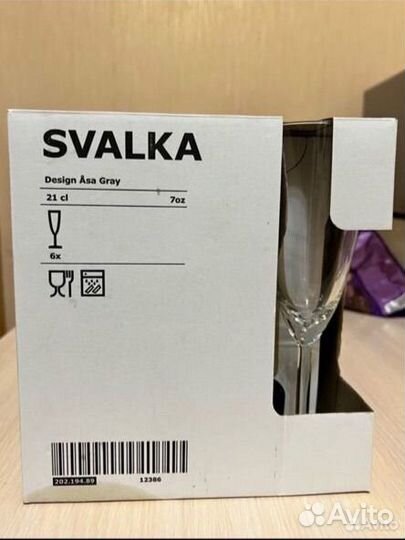 SVALKA
Design Åsa Gray
21 cl 7oz
6x
202.194.89 12386
Avito